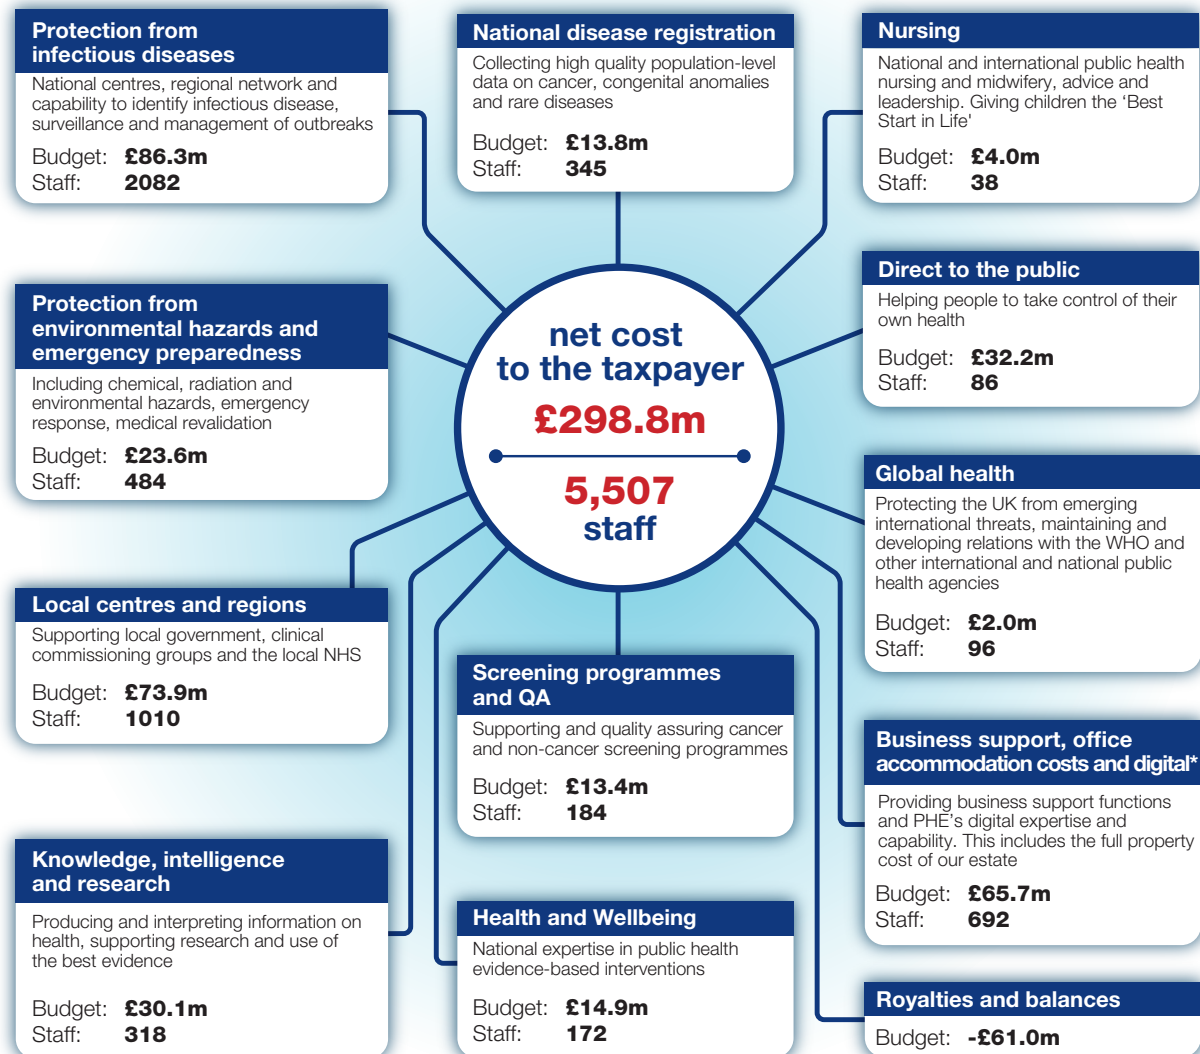 Protection from
infectious diseases
National centres, regional network and
capability to identify infectious disease,
surveillance and management of outbreaks
Budget: £86.3m
Staff: 2082
National disease registration
Collecting high quality population-level
data on cancer, congenital anomalies
and rare diseases
Budget: £13.8m
Staff: 345
Nursing
National and international public health
nursing and midwifery, advice and
leadership. Giving children the ‘Best
Start in Life'
Budget: £4.0m
Staff: 38
Protection from
environmental hazards and
emergency preparedness
Including chemical, radiation and
environmental hazards, emergency
response, medical revalidation
Budget: £23.6m
Staff: 484
net cost
to the taxpayer
£298.8m
5,507
staff
Direct to the public
Helping people to take control of their
own health
Budget: £32.2m
Staff: 86
Global health
Protecting the UK from emerging
international threats, maintaining and
developing relations with the WHO and
other international and national public
health agencies
Budget: £2.0m
Staff: 96
Local centres and regions
Supporting local government, clinical
commissioning groups and the local NHS
Budget: £73.9m
Staff: 1010
Screening programmes
and QA
Supporting and quality assuring cancer
and non-cancer screening programmes
Budget: £13.4m
Staff: 184
Business support, office
accommodation costs and digital*
Providing business support functions
and PHE's digital expertise and
capability. This includes the full property
cost of our estate
Budget: £65.7m
Staff: 692
Knowledge, intelligence
and research
Producing and interpreting information on
health, supporting research and use of
the best evidence
Budget: £30.1m
Staff: 318
Health and Wellbeing
National expertise in public health
evidence-based interventions
Budget: £14.9m
Staff: 172
Royalties and balances
Budget: -£61.0m